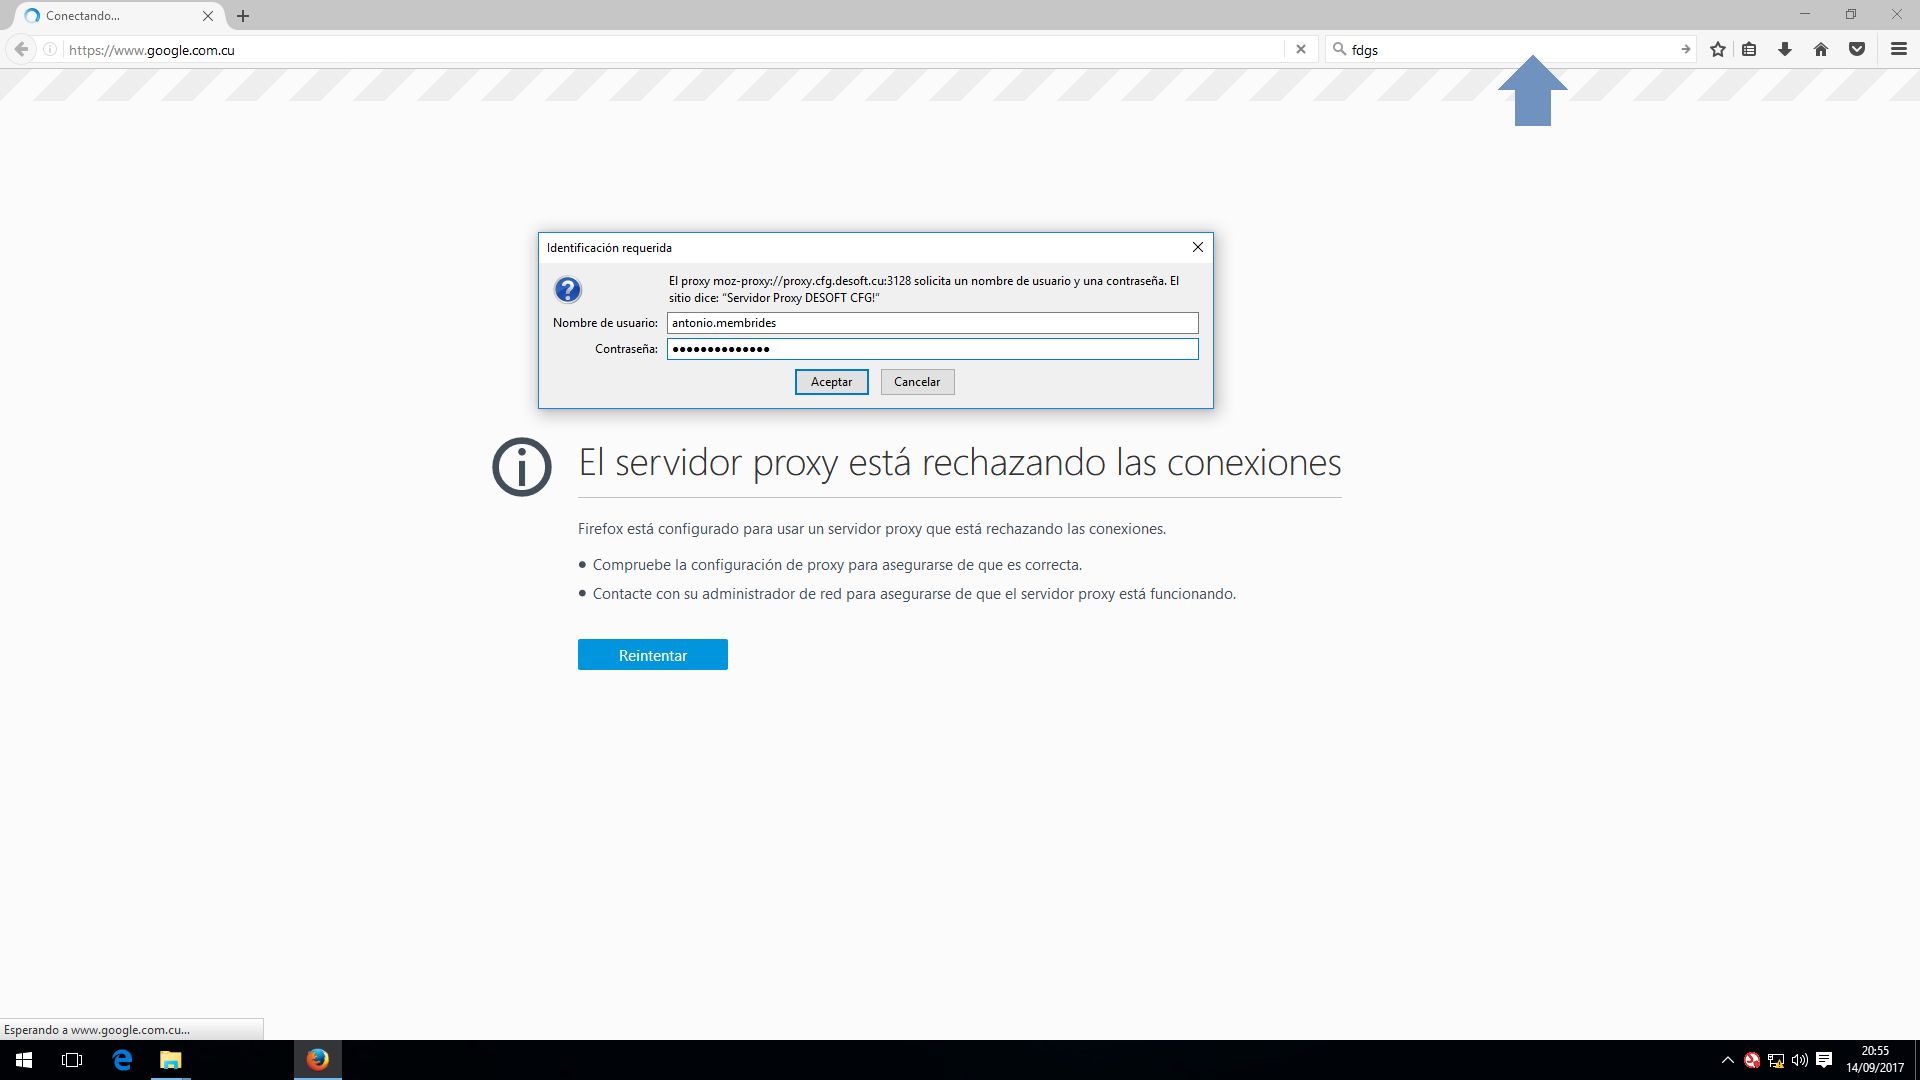 Conectando...
https://www.google.com.cu
fdgs
Identificación requerida
El proxy moz-proxy://proxy.cfg.desoft.cu:3128 solicita un nombre de usuario y una contraseña. El
sitio dice: “Servidor Proxy DESOFT CFG!”
Nombre de usuario: antonio.membrides
Contraseña: ●●●●●●●●●●●●●●
Aceptar Cancelar
El servidor proxy está rechazando las conexiones
Firefox está configurado para usar un servidor proxy que está rechazando las conexiones.
• Compruebe la configuración de proxy para asegurarse de que es correcta.
• Contacte con su administrador de red para asegurarse de que el servidor proxy está funcionando.
Reintentar
Esperando a www.google.com.cu...
20:55
14/09/2017